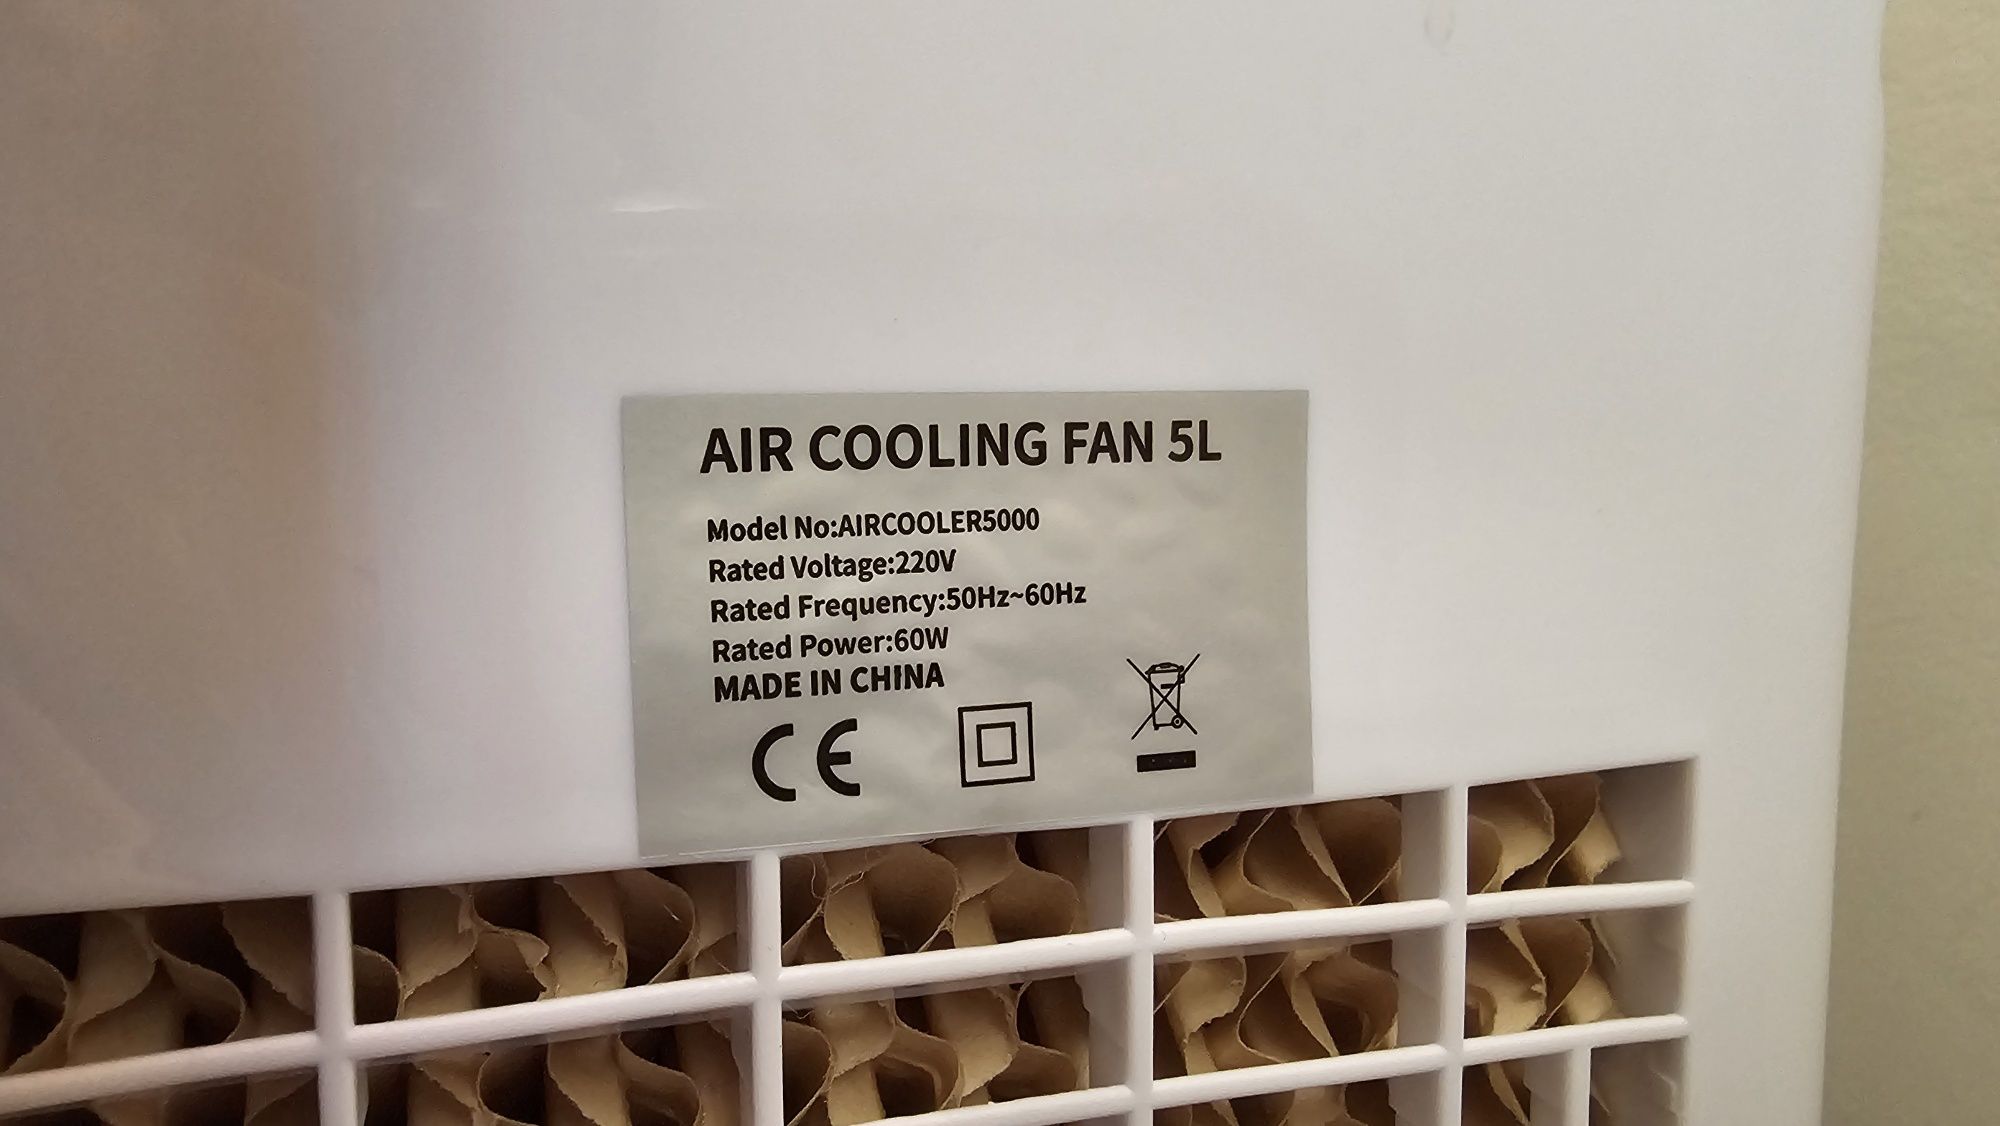 AIR COOLING FAN 5L
Model No:AIRCOOLER5000
Rated Voltage:220V
Rated Frequency:50Hz~60Hz
Rated Power:60W
MADE IN CHINA
CE